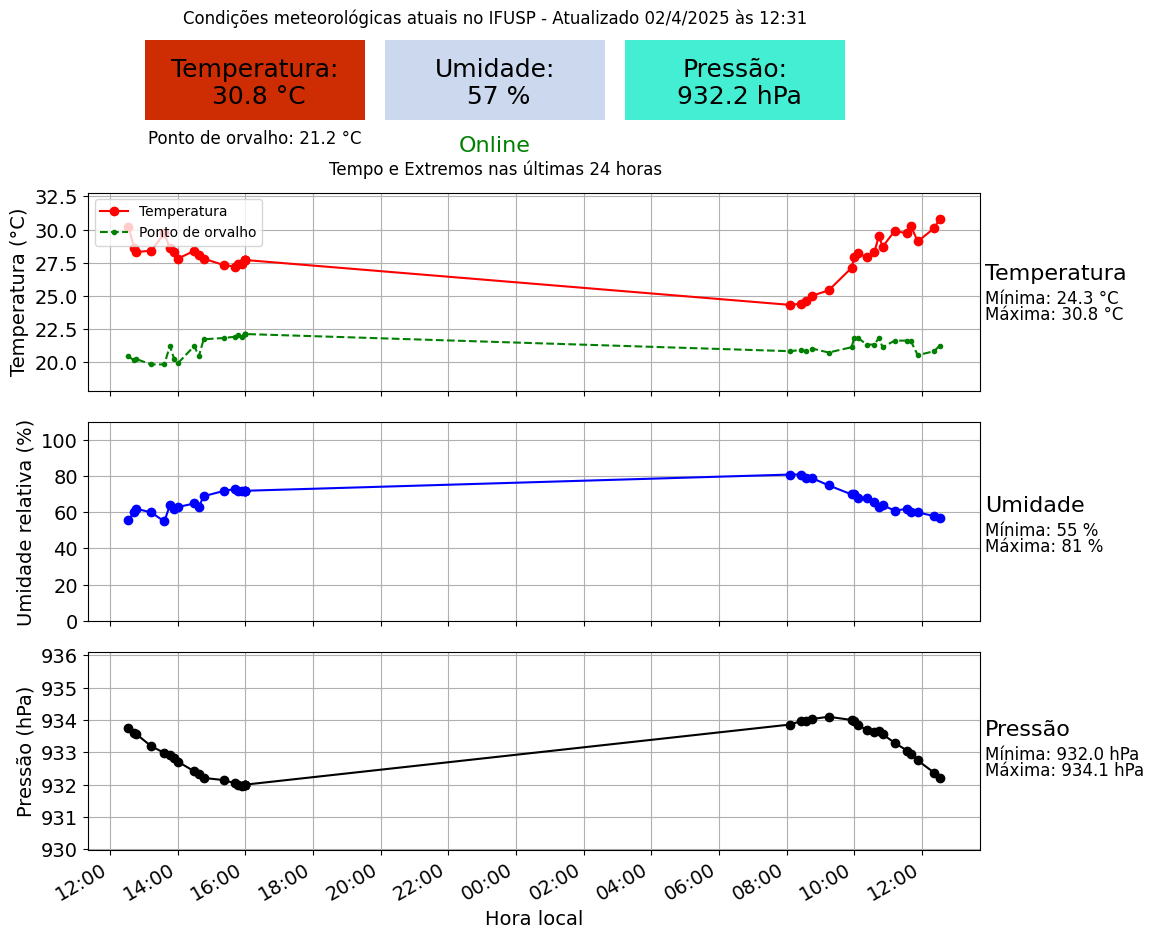 Condições meteorológicas atuais no IFUSP - Atualizado 02/4/2025 às 12:31
Temperatura:
30.8 °C
Umidade:
57 %
Pressão:
932.2 hPa
Ponto de orvalho: 21.2 °C
Online
Tempo e Extremos nas últimas 24 horas
Temperatura (°C)
32.5
30.0
27.5
25.0
22.5
20.0
Temperatura
Ponto de orvalho
Temperatura
Mínima: 24.3 °C
Máxima: 30.8 °C
Umidade relativa (%)
100
80
60
40
20
0
Umidade
Mínima: 55 %
Máxima: 81 %
Pressão (hPa)
936
935
934
933
932
931
930
Pressão
Mínima: 932.0 hPa
Máxima: 934.1 hPa
12:00
14:00
16:00
18:00
20:00
22:00
00:00
02:00
04:00
06:00
08:00
10:00
12:00
Hora local